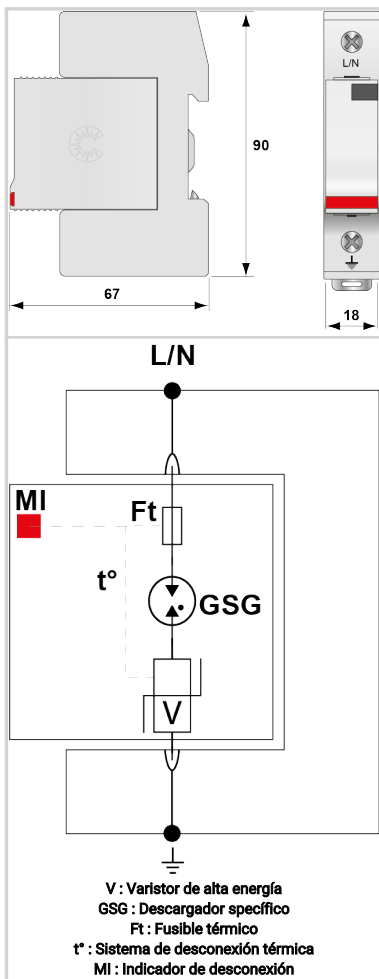 L/N
90
67
18
L/N
MI
Ft
t°
GSG
V
V : Varistor de alta energía
GSG : Descargador específico
Ft : Fusible térmico
t° : Sistema de desconexión térmica
MI : Indicador de desconexión